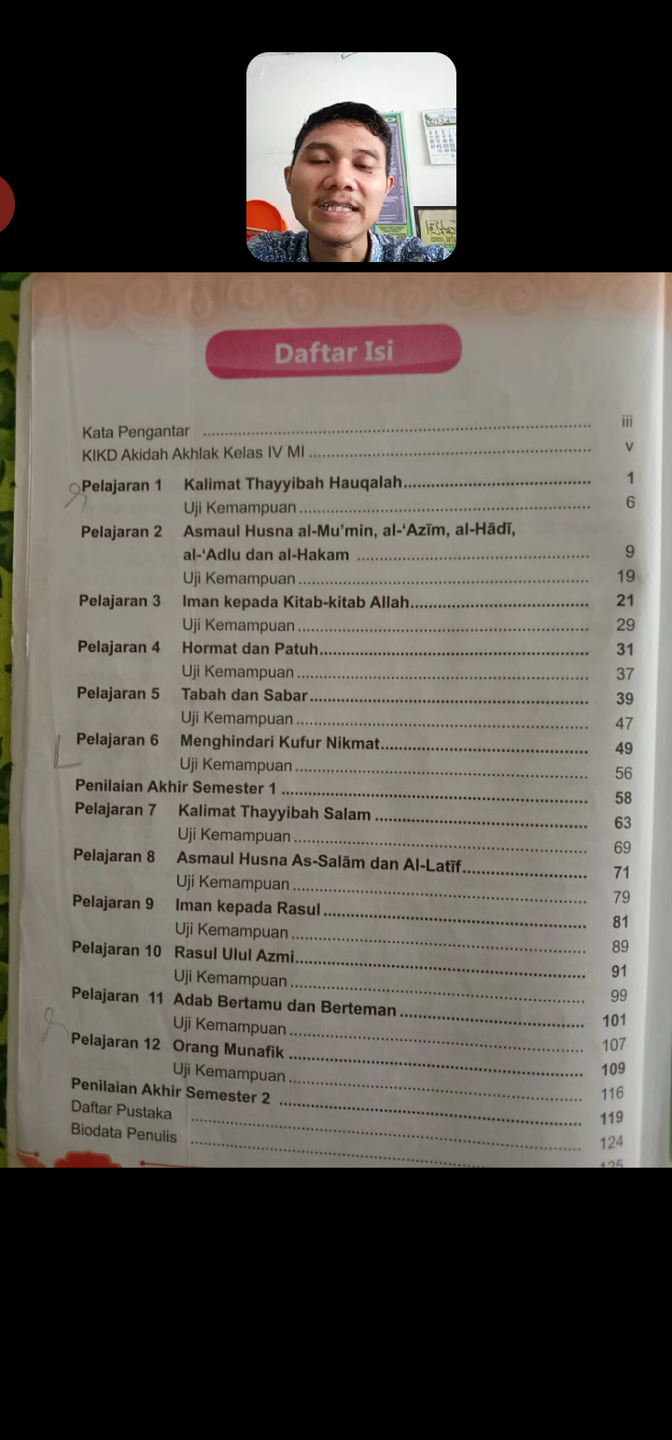 Daftar Isi
Kata Pengantar ........ iii
KIKD Akidah Akhlak Kelas IV MI ........ v
Pelajaran 1 Kalimat Thayyibah Hauqalah ........ 1
Uji Kemampuan ........ 6
Pelajaran 2 Asmaul Husna al-Mu'min, al-‘Azīm, al-Hādī,
al-‘Adlu dan al-Hakam ........ 9
Uji Kemampuan ........ 19
Pelajaran 3 Iman kepada Kitab-kitab Allah ........ 21
Uji Kemampuan ........ 29
Pelajaran 4 Hormat dan Patuh ........ 31
Uji Kemampuan ........ 37
Pelajaran 5 Tabah dan Sabar ........ 39
Uji Kemampuan ........ 47
Pelajaran 6 Menghindari Kufur Nikmat ........ 49
Uji Kemampuan ........ 56
Penilaian Akhir Semester 1 ........ 58
Pelajaran 7 Kalimat Thayyibah Salam ........ 63
Uji Kemampuan ........ 69
Pelajaran 8 Asmaul Husna As-Salām dan Al-Latīf ........ 71
Uji Kemampuan ........ 79
Pelajaran 9 Iman kepada Rasul ........ 81
Uji Kemampuan ........ 89
Pelajaran 10 Rasul Ulul Azmi ........ 91
Uji Kemampuan ........ 99
Pelajaran 11 Adab Bertamu dan Berteman ........ 101
Uji Kemampuan ........ 107
Pelajaran 12 Orang Munafik ........ 109
Uji Kemampuan ........ 116
Penilaian Akhir Semester 2 ........ 119
Daftar Pustaka ........ 124
Biodata Penulis ........ 125